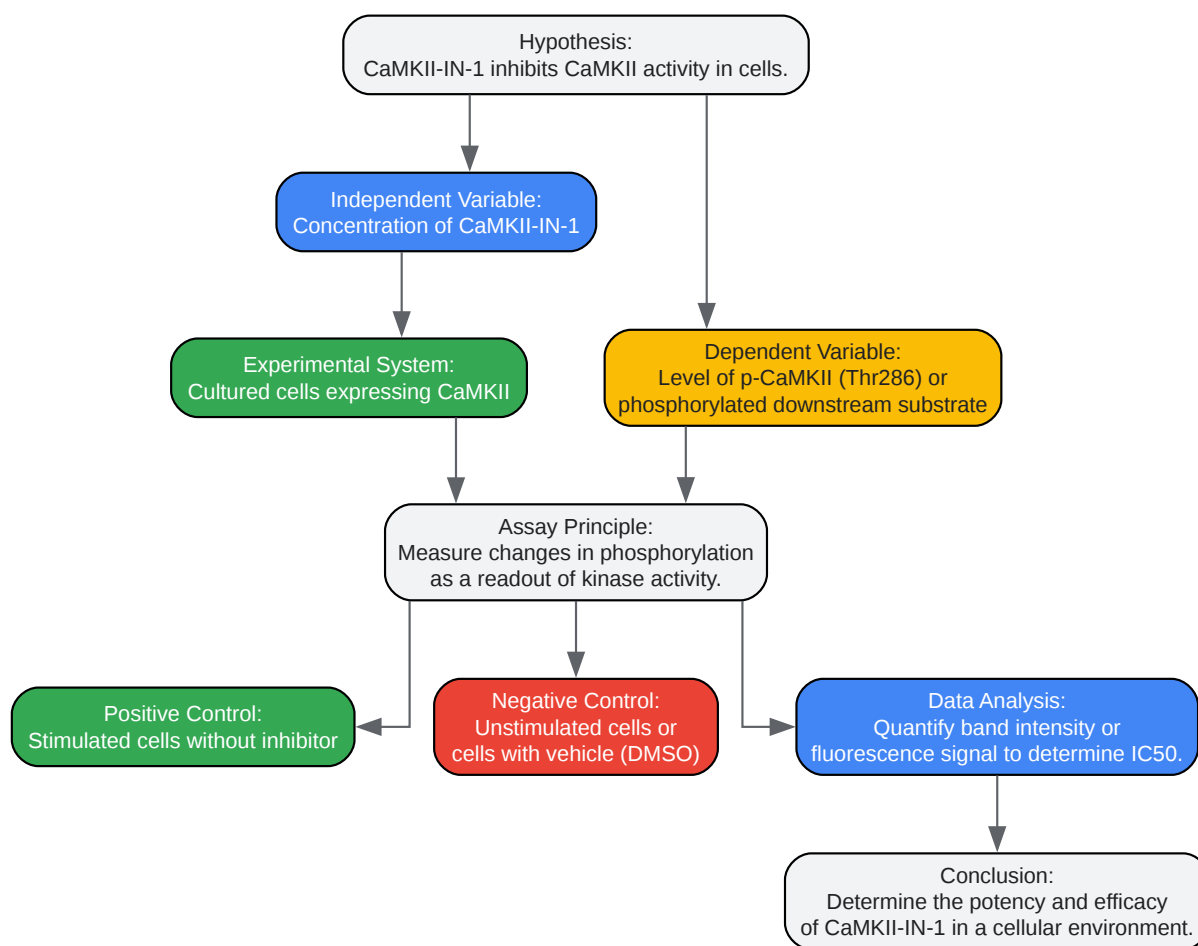 Hypothesis:
CaMKII-IN-1 inhibits CaMKII activity in cells.
Independent Variable:
Concentration of CaMKII-IN-1
Experimental System:
Cultured cells expressing CaMKII
Dependent Variable:
Level of p-CaMKII (Thr286) or
phosphorylated downstream substrate
Assay Principle:
Measure changes in phosphorylation
as a readout of kinase activity.
Positive Control:
Stimulated cells without inhibitor
Negative Control:
Unstimulated cells or
cells with vehicle (DMSO)
Data Analysis:
Quantify band intensity or
fluorescence signal to determine IC50.
Conclusion:
Determine the potency and efficacy
of CaMKII-IN-1 in a cellular environment.